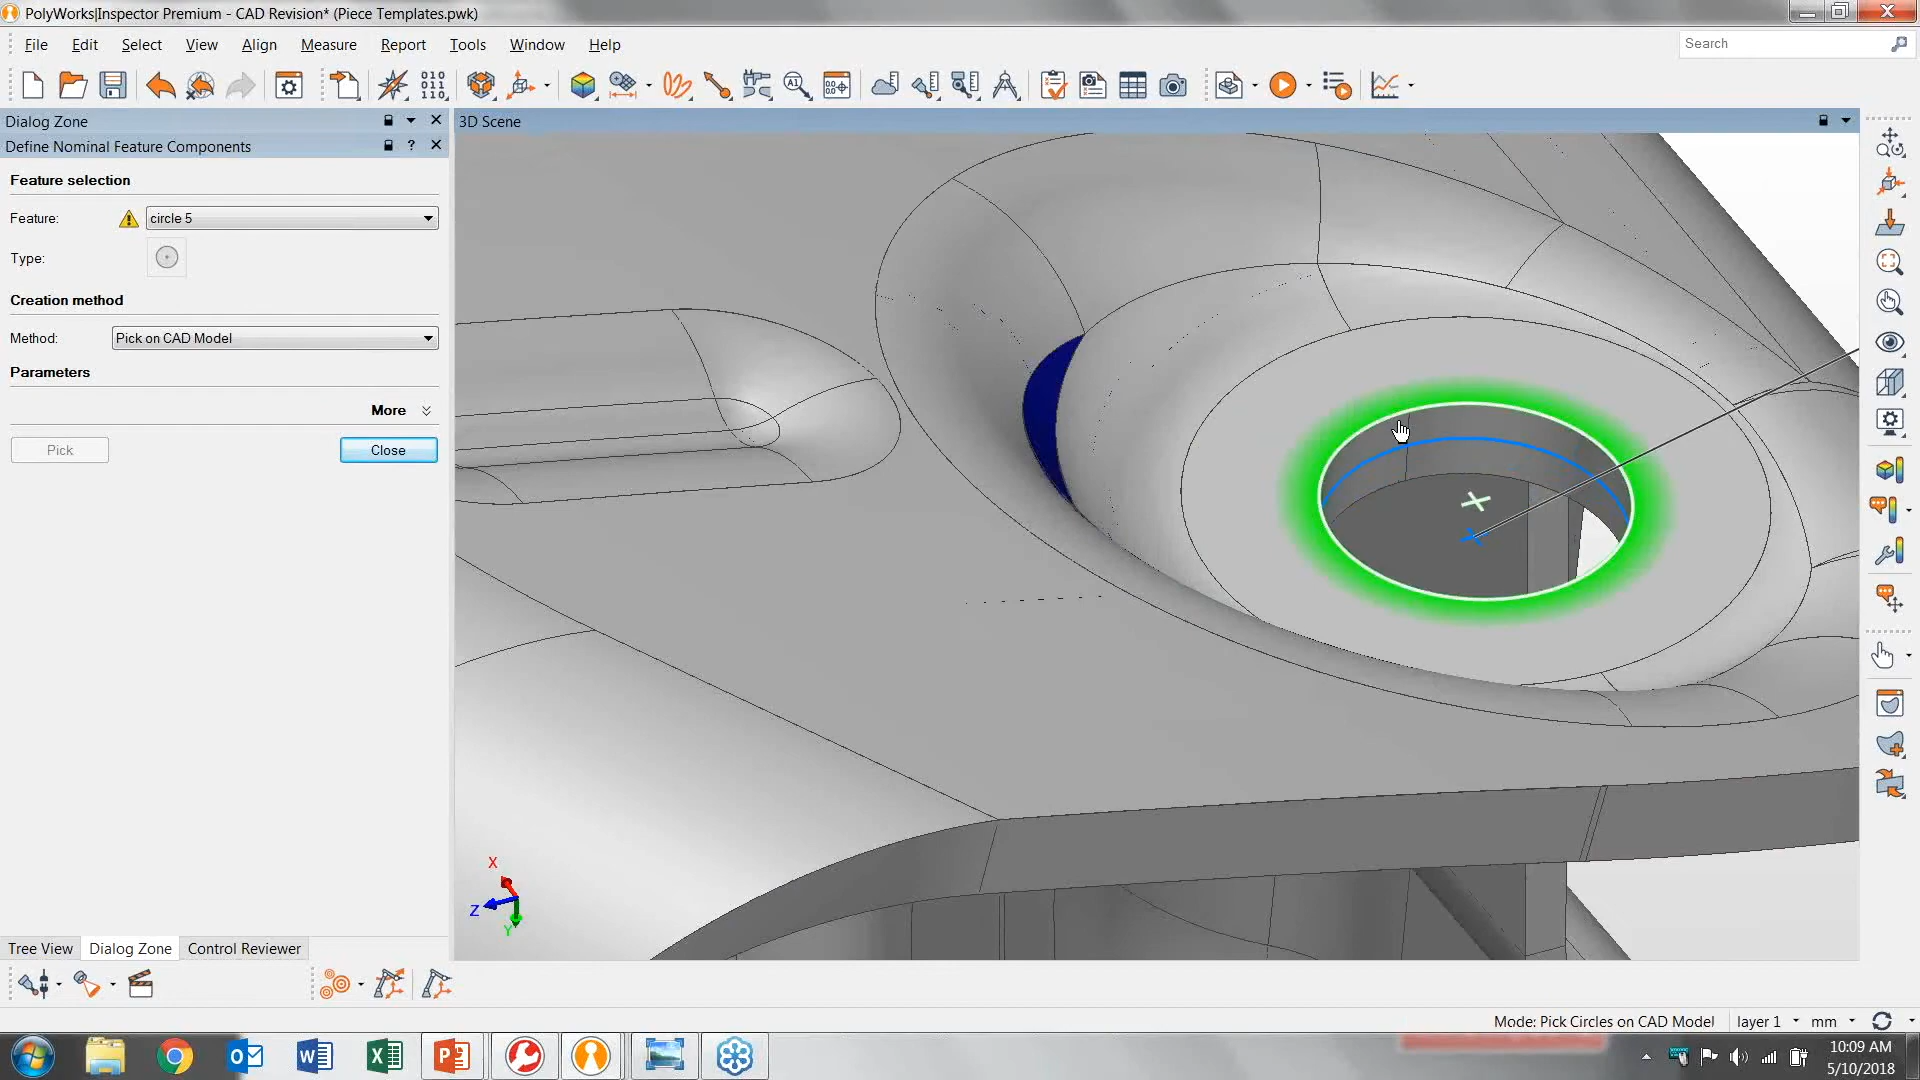 PolyWorks|Inspector Premium - CAD Revision* (Piece Templates.pwk)
File Edit Select View Align Measure Report Tools Window Help
Search
Dialog Zone
3D Scene
Define Nominal Feature Components
Feature selection
Feature: circle 5
Type:
Creation method
Method: Pick on CAD Model
Parameters
More
Pick Close
X
Z
Y
Tree View Dialog Zone Control Reviewer
Mode: Pick Circles on CAD Model layer 1 mm
10:09 AM
5/10/2018